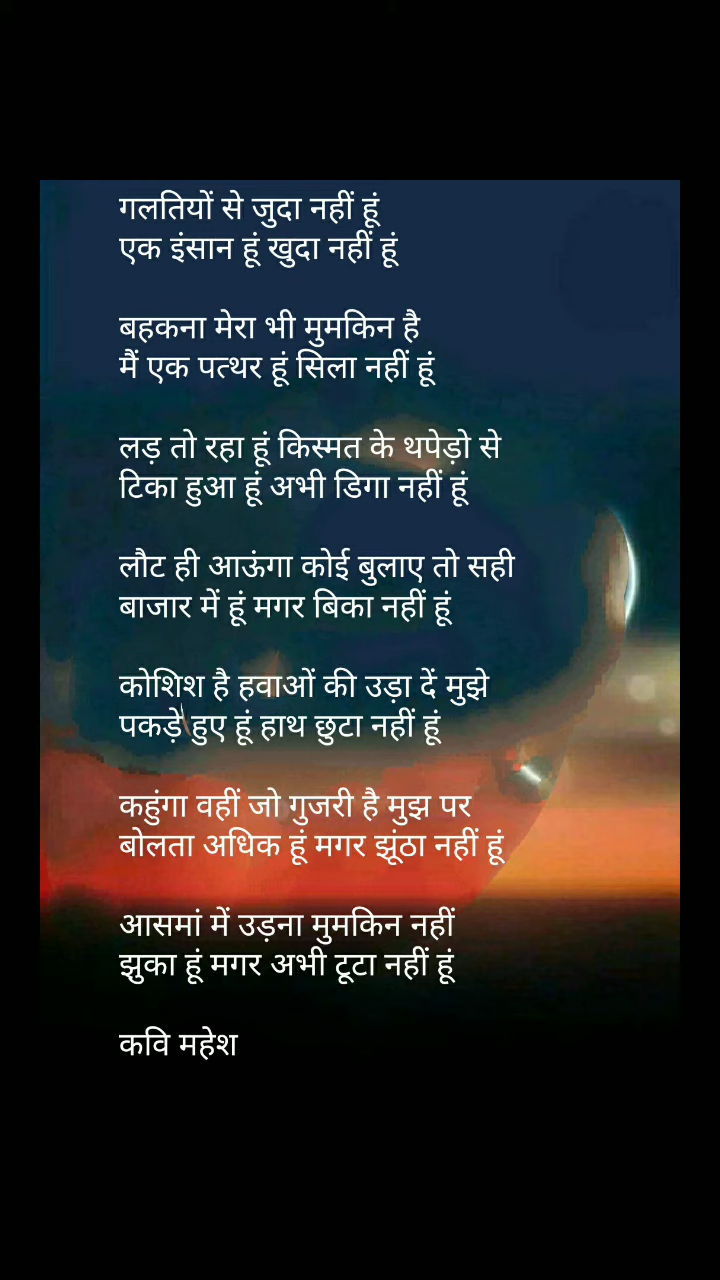 गलतियों से जुदा नहीं हूं
एक इंसान हूं खुदा नहीं हूं
बहकना मेरा भी मुमकिन है
मैं एक पत्थर हूं सिला नहीं हूं
लड़ तो रहा हूं किस्मत के थपेड़ो से
टिका हुआ हूं अभी डिगा नहीं हूं
लौट ही आऊंगा कोई बुलाए तो सही
बाजार में हूं मगर बिका नहीं हूं
कोशिश है हवाओं की उड़ा दें मुझे
पकड़े हुए हूं हाथ छुटा नहीं हूं
कहुंगा वहीं जो गुजरी है मुझ पर
बोलता अधिक हूं मगर झूंठा नहीं हूं
आसमां में उड़ना मुमकिन नहीं
झुका हूं मगर अभी टूटा नहीं हूं
कवि महेश